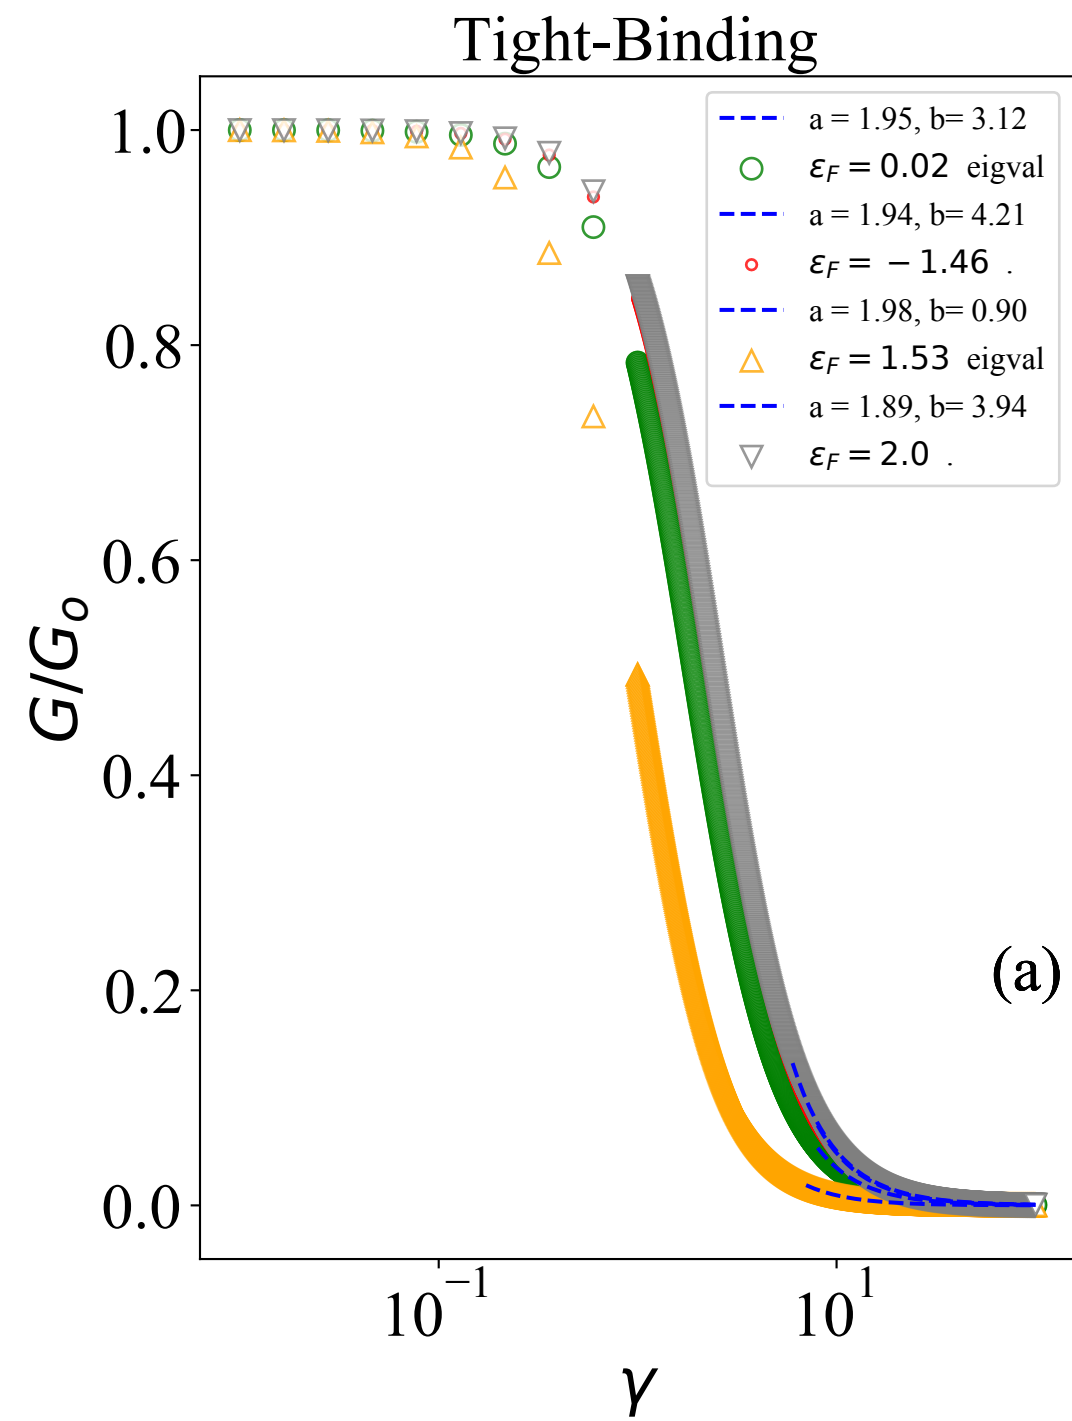 Tight-Binding
a = 1.95, b= 3.12
ε_F = 0.02 eigval
a = 1.94, b= 4.21
ε_F = −1.46 .
a = 1.98, b= 0.90
ε_F = 1.53 eigval
a = 1.89, b= 3.94
ε_F = 2.0 .
1.0
0.8
0.6
0.4
0.2
0.0
G/G_o
(a)
10^−1
10^1
γ